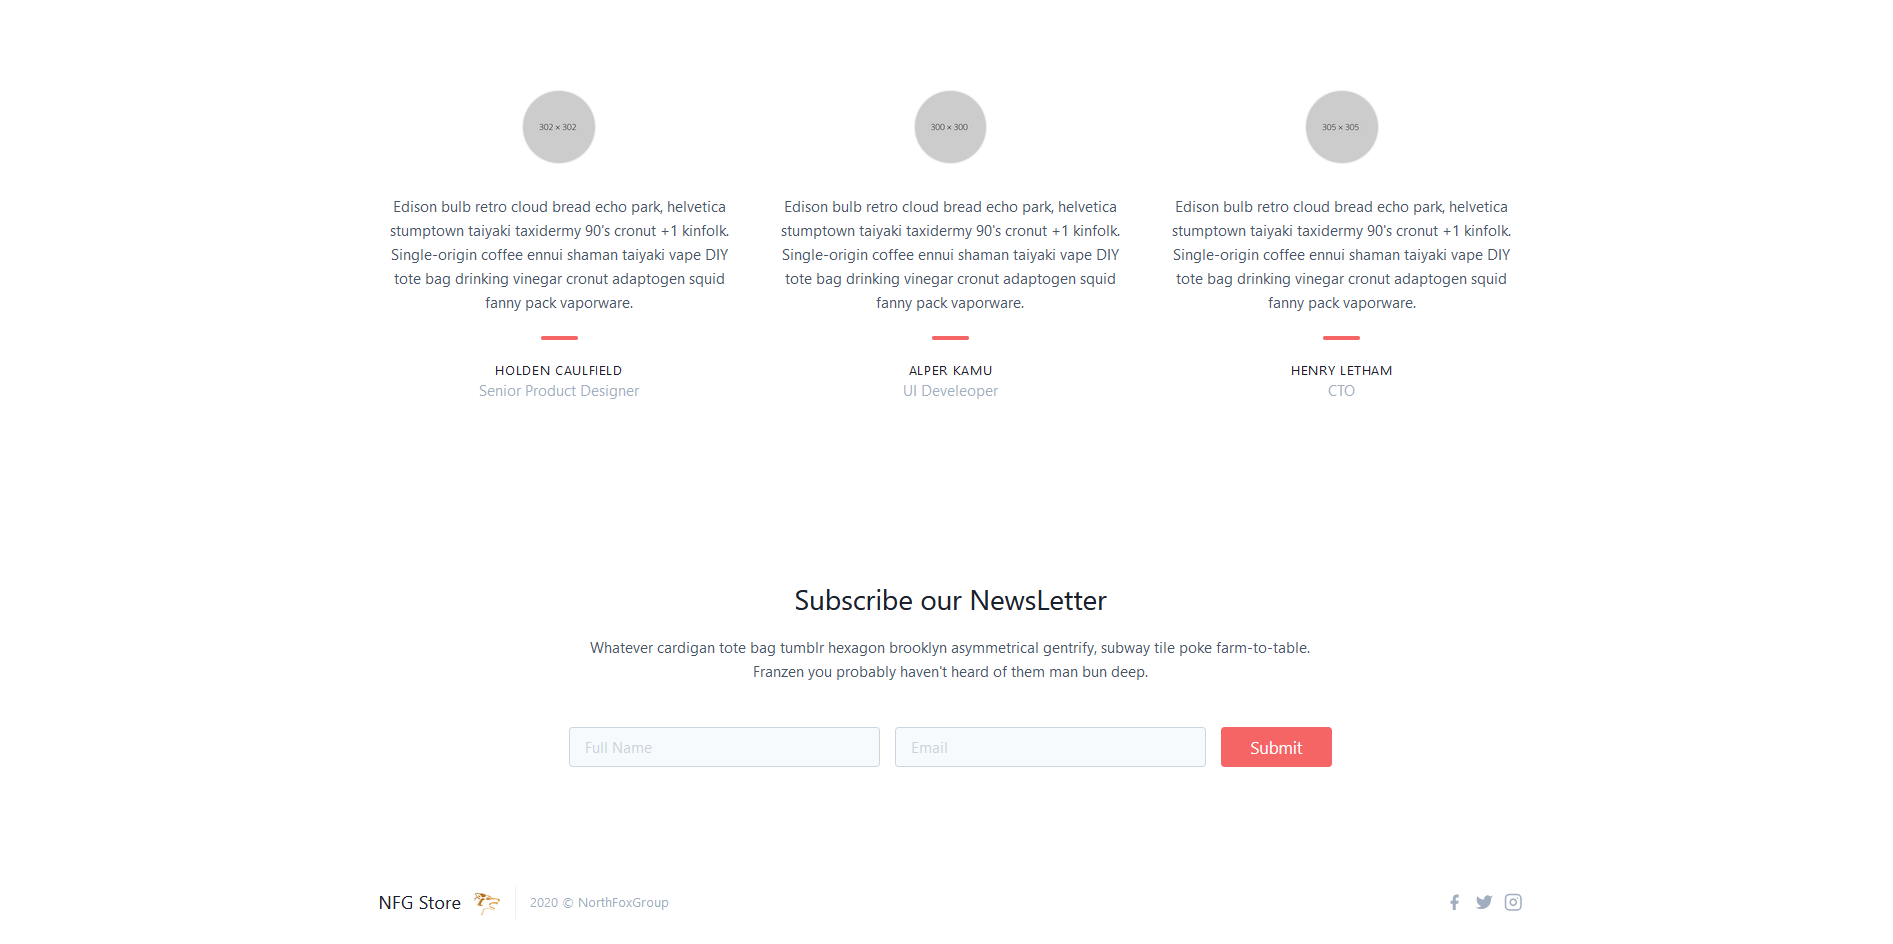 302 × 302
300 × 300
305 × 305
Edison bulb retro cloud bread echo park, helvetica
stumptown taiyaki taxidermy 90's cronut +1 kinfolk.
Single-origin coffee ennui shaman taiyaki vape DIY
tote bag drinking vinegar cronut adaptogen squid
fanny pack vaporware.
HOLDEN CAULFIELD
Senior Product Designer
Edison bulb retro cloud bread echo park, helvetica
stumptown taiyaki taxidermy 90's cronut +1 kinfolk.
Single-origin coffee ennui shaman taiyaki vape DIY
tote bag drinking vinegar cronut adaptogen squid
fanny pack vaporware.
ALPER KAMU
UI Develeoper
Edison bulb retro cloud bread echo park, helvetica
stumptown taiyaki taxidermy 90's cronut +1 kinfolk.
Single-origin coffee ennui shaman taiyaki vape DIY
tote bag drinking vinegar cronut adaptogen squid
fanny pack vaporware.
HENRY LETHAM
CTO
Subscribe our NewsLetter
Whatever cardigan tote bag tumblr hexagon brooklyn asymmetrical gentrify, subway tile poke farm-to-table.
Franzen you probably haven't heard of them man bun deep.
Full Name
Email
Submit
NFG Store
2020 © NorthFoxGroup